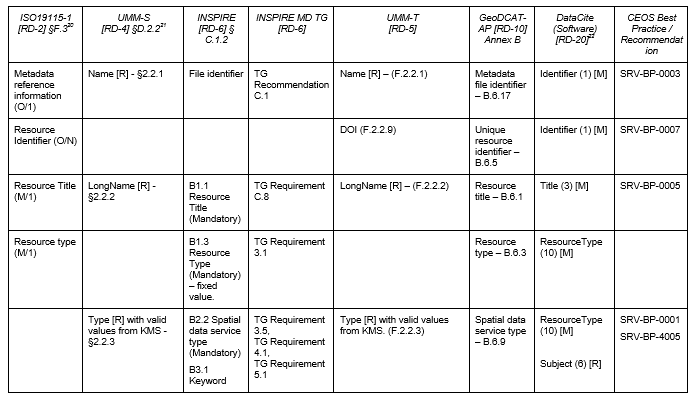 ISO19115-1
[RD-2] §F.3²⁰
UMM-S
[RD-4] §D.2.2²¹
INSPIRE
[RD-6] §
C.1.2
INSPIRE MD TG
[RD-6]
UMM-T
[RD-5]
GeoDCAT-
AP [RD-10]
Annex B
DataCite
(Software)
[RD-20]²²
CEOS Best
Practice /
Recommendat
ion
Metadata
reference
information
(O/1)
Name [R] - §2.2.1
File identifier
TG
Recommendation
C.1
Name [R] – (F.2.2.1)
Metadata
file identifier
– B.6.17
Identifier (1) [M]
SRV-BP-0003
Resource
Identifier (O/N)
DOI (F.2.2.9)
Unique
resource
identifier –
B.6.5
Identifier (1) [M]
SRV-BP-0007
Resource Title
(M/1)
LongName [R] -
§2.2.2
B1.1
Resource
Title
(Mandatory)
TG Requirement
C.8
LongName [R] – (F.2.2.2)
Resource
title – B.6.1
Title (3) [M]
SRV-BP-0005
Resource type
(M/1)
B1.3
Resource
Type
(Mandatory)
– fixed
value.
TG Requirement
3.1
Resource
type – B.6.3
ResourceType
(10) [M]
Type [R] with valid
values from KMS -
§2.2.3
B2.2 Spatial
data service
type
(Mandatory)
B3.1
Keyword
TG Requirement
3.5,
TG Requirement
4.1,
TG Requirement
5.1
Type [R] with valid values
from KMS. (F.2.2.3)
Spatial data
service type
– B.6.9
ResourceType
(10) [M]
Subject (6) [R]
SRV-BP-0001
SRV-BP-4005